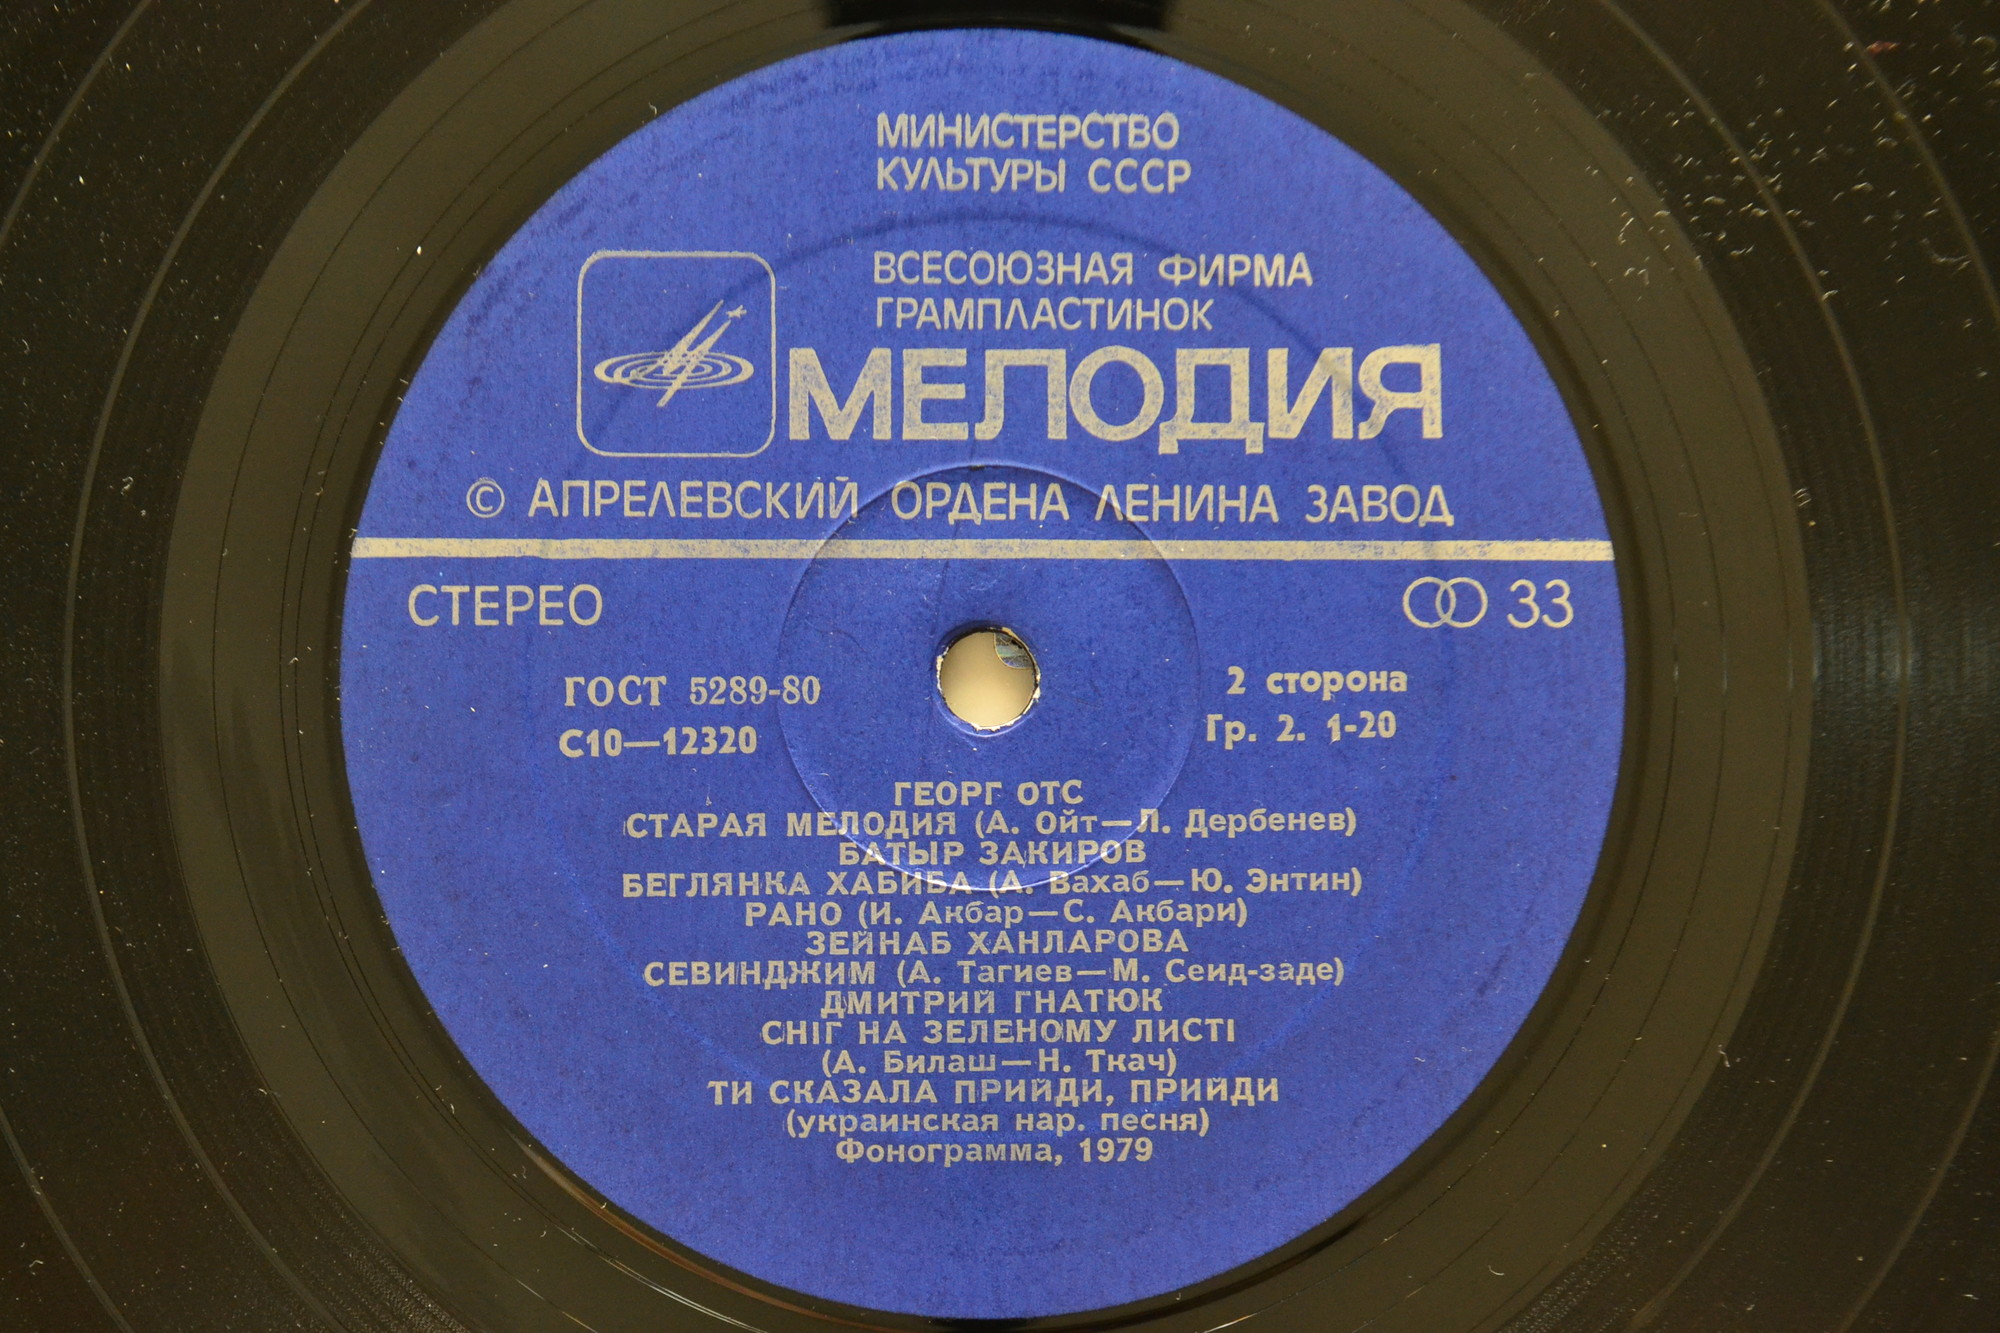 МИНИСТЕРСТВО
КУЛЬТУРЫ СССР
ВСЕСОЮЗНАЯ ФИРМА
ГРАМПЛАСТИНОК
МЕЛОДИЯ
© АПРЕЛЕВСКИЙ ОРДЕНА ЛЕНИНА ЗАВОД
СТЕРЕО
33
ГОСТ 5289-80
2 сторона
С10—12320
Гр. 2. 1-20
ГЕОРГ ОТС
СТАРАЯ МЕЛОДИЯ (А. Ойт—Л. Дербенев)
БАТЫР ЗАКИРОВ
БЕГЛЯНКА ХАБИБА (А. Вахаб—Ю. Энтин)
РАНО (И. Акбар—С. Акбари)
ЗЕЙНАБ ХАНЛАРОВА
СЕВИНДЖИМ (А. Тагиев—М. Сеид-заде)
ДМИТРИЙ ГНАТЮК
СНІГ НА ЗЕЛЕНОМУ ЛИСТІ
(А. Билаш—Н. Ткач)
ТИ СКАЗАЛА ПРИЙДИ, ПРИЙДИ
(украинская нар. песня)
Фонограмма, 1979